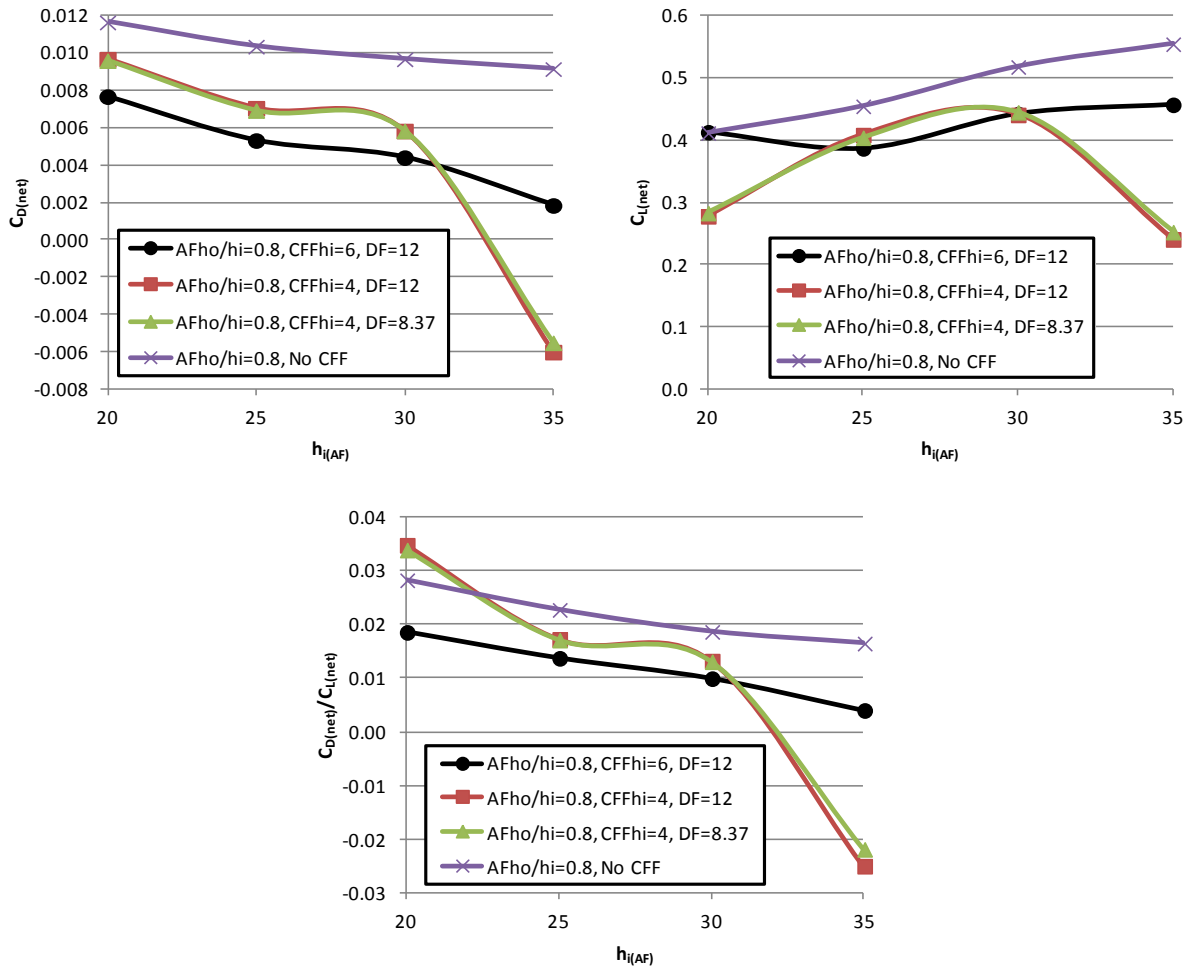 0.012
0.010
0.008
0.006
0.004
0.002
0.000
-0.002
-0.004
-0.006
-0.008
C_D(net)
AFho/hi=0.8, CFFhi=6, DF=12
AFho/hi=0.8, CFFhi=4, DF=12
AFho/hi=0.8, CFFhi=4, DF=8.37
AFho/hi=0.8, No CFF
20 25 30 35
h_i(AF)
0.6
0.5
0.4
0.3
0.2
0.1
0.0
C_L(net)
AFho/hi=0.8, CFFhi=6, DF=12
AFho/hi=0.8, CFFhi=4, DF=12
AFho/hi=0.8, CFFhi=4, DF=8.37
AFho/hi=0.8, No CFF
20 25 30 35
h_i(AF)
0.04
0.03
0.02
0.01
0.00
-0.01
-0.02
-0.03
C_D(net)/C_L(net)
AFho/hi=0.8, CFFhi=6, DF=12
AFho/hi=0.8, CFFhi=4, DF=12
AFho/hi=0.8, CFFhi=4, DF=8.37
AFho/hi=0.8, No CFF
20 25 30 35
h_i(AF)